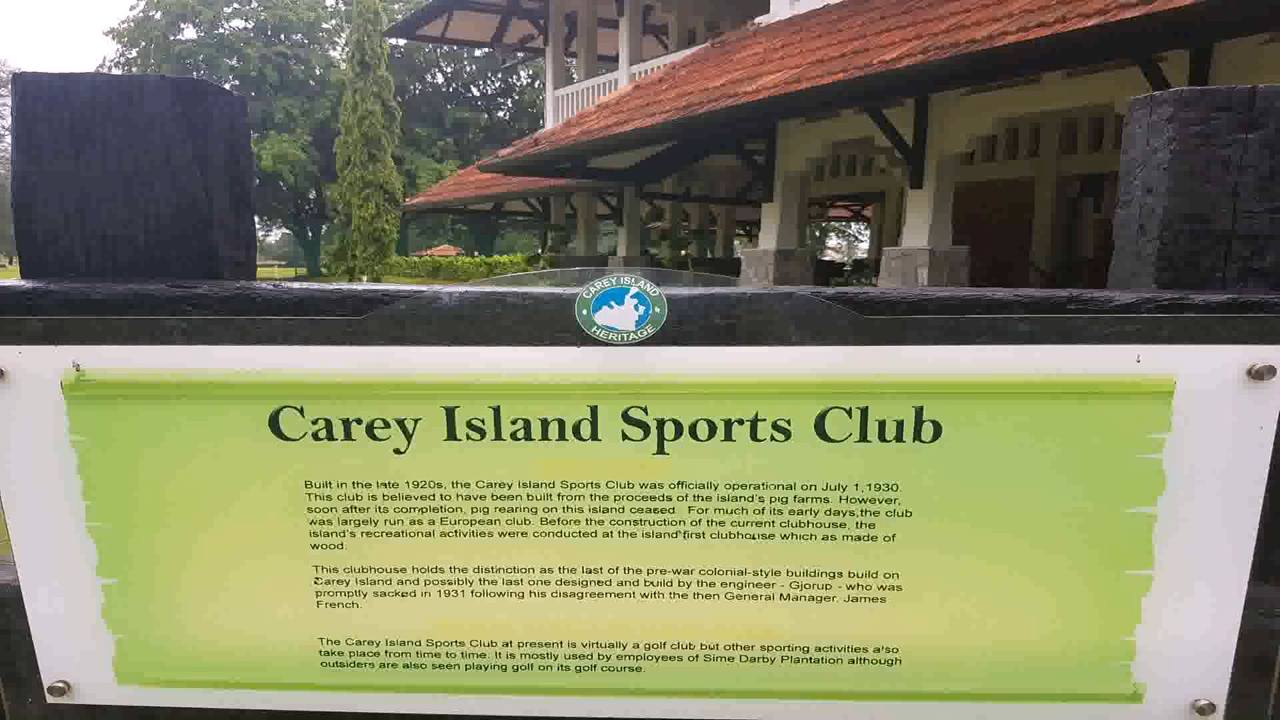 CAREY ISLAND
HERITAGE
Carey Island Sports Club
Built in the late 1920s, the Carey Island Sports Club was officially operational on July 1,1930.
This club is believed to have been built from the proceeds of the island's pig farms. However,
soon after its completion, pig rearing on this island ceased. For much of its early days,the club
was largely run as a European club. Before the construction of the current clubhouse, the
island's recreational activities were conducted at the island'first clubhouse which as made of
wood.
This clubhouse holds the distinction as the last of the pre-war colonial-style buildings build on
Carey Island and possibly the last one designed and build by the engineer - Gjorup - who was
promptly sacked in 1931 following his disagreement with the then General Manager, James
French.
The Carey Island Sports Club at present is virtually a golf club but other sporting activities also
take place from time to time. It is mostly used by employees of Sime Darby Plantation although
outsiders are also seen playing golf on its golf course.